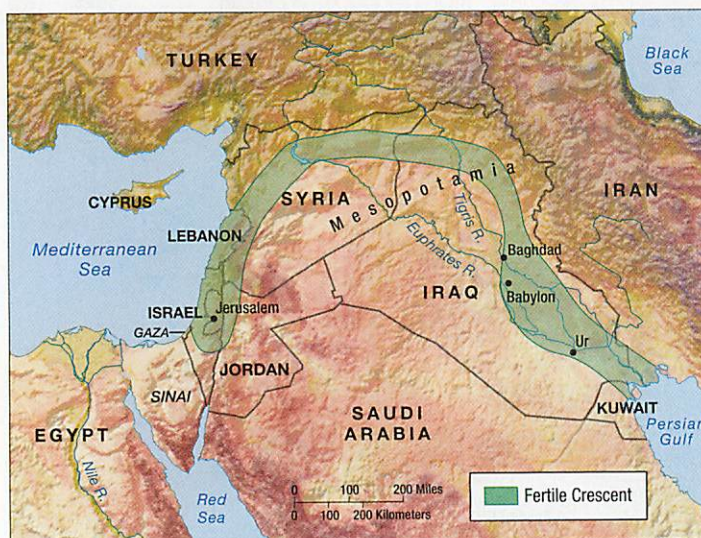 Black
Sea
TURKEY
CYPRUS
SYRIA
Mesopotamia
IRAN
LEBANON
Tigris R.
Mediterranean
Sea
Euphrates R.
Baghdad
IRAQ
Babylon
ISRAEL
Jerusalem
GAZA
Ur
JORDAN
SINAI
KUWAIT
SAUDI
ARABIA
Persian
Gulf
EGYPT
Nile R.
Red
Sea
0 100 200 Miles
0 100 200 Kilometers
Fertile Crescent